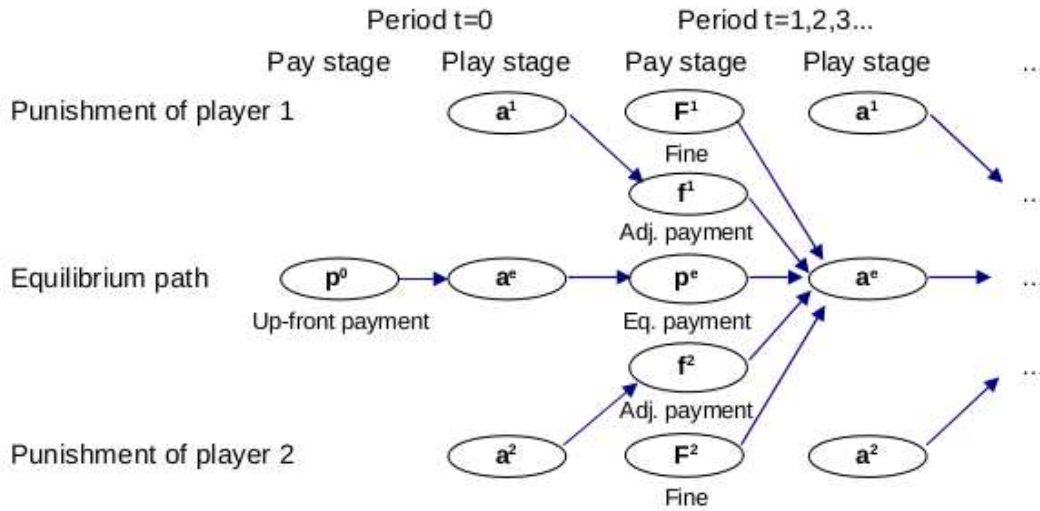 Period t=0 Period t=1,2,3...
Pay stage Play stage Pay stage Play stage ...
Punishment of player 1 a¹ F¹ a¹
Fine
f¹ ...
Adj. payment
Equilibrium path p⁰ aᵉ pᵉ aᵉ ...
Up-front payment Eq. payment
f² ...
Adj. payment
Punishment of player 2 a² F² a²
Fine